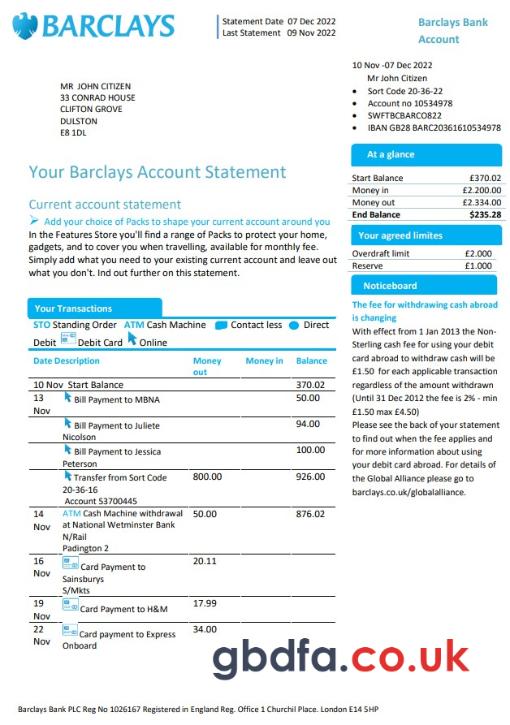 BARCLAYS
Statement Date 07 Dec 2022
Last Statement 09 Nov 2022
Barclays Bank
Account
10 Nov -07 Dec 2022
Mr John Citizen
• Sort Code 20-36-22
• Account no 10534978
• SWFTBCBARCO822
• IBAN GB28 BARC20361610534978
MR JOHN CITIZEN
33 CONRAD HOUSE
CLIFTON GROVE
DULSTON
E8 1DL
Your Barclays Account Statement
Current account statement
➢ Add your choice of Packs to shape your current account around you
In the Features Store you'll find a range of Packs to protect your home,
gadgets, and to cover you when travelling, available for monthly fee.
Simply add what you need to your existing current account and leave out
what you don't. Ind out further on this statement.
At a glance
Start Balance £370.02
Money in £2.200.00
Money out £2.334.00
End Balance $235.28
Your agreed limites
Overdraft limit £2.000
Reserve £1.000
Noticeboard
The fee for withdrawing cash abroad
is changing
With effect from 1 Jan 2013 the Non-
Sterling cash fee for using your debit
card abroad to withdraw cash will be
£1.50 for each applicable transaction
regardless of the amount withdrawn
(Until 31 Dec 2012 the fee is 2% - min
£1.50 max £4.50)
Please see the back of your statement
to find out when the fee applies and
for more information about using
your debit card abroad. For details of
the Global Alliance please go to
barclays.co.uk/globalalliance.
Your Transactions
STO Standing Order ATM Cash Machine Contact less Direct
Debit Debit Card Online
Date Description Money out Money in Balance
10 Nov Start Balance 370.02
13 Nov Bill Payment to MBNA 50.00
Bill Payment to Juliete
Nicolson 94.00
Bill Payment to Jessica
Peterson 100.00
Transfer from Sort Code 800.00 926.00
20-36-16
Account 53700445
14 Nov ATM Cash Machine withdrawal 50.00 876.02
at National Wetminster Bank
N/Rail
Padington 2
16 Nov Card Payment to 20.11
Sainsburys
S/Mkts
19 Nov Card Payment to H&M 17.99
22 Nov Card payment to Express 34.00
Onboard
gbdfa.co.uk
Barclays Bank PLC Reg No 1026167 Registered in England Reg. Office 1 Churchil Place. London E14 5HP